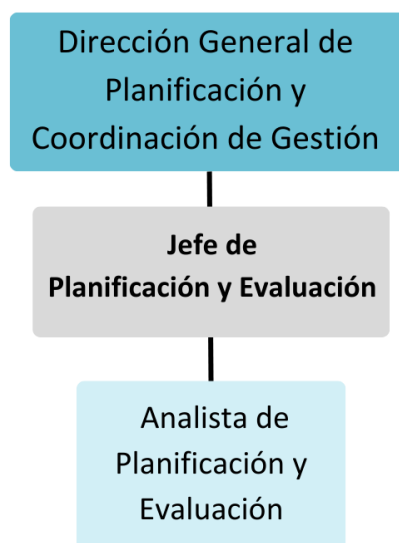 Dirección General de
Planificación y
Coordinación de Gestión
Jefe de
Planificación y Evaluación
Analista de
Planificación y
Evaluación